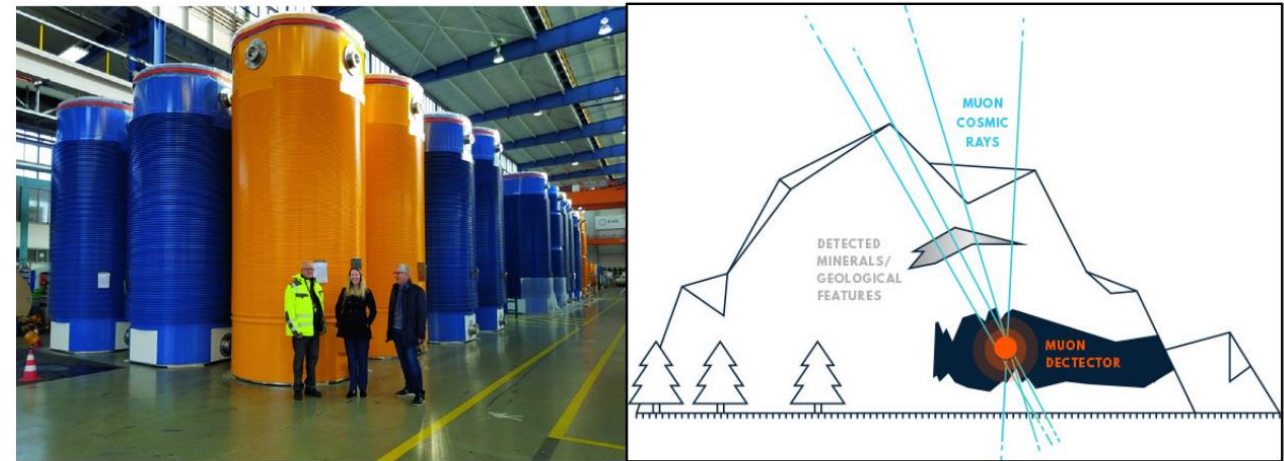 MUON
COSMIC
RAYS
DETECTED
MINERALS/
GEOLOGICAL
FEATURES
MUON
DECTECTOR